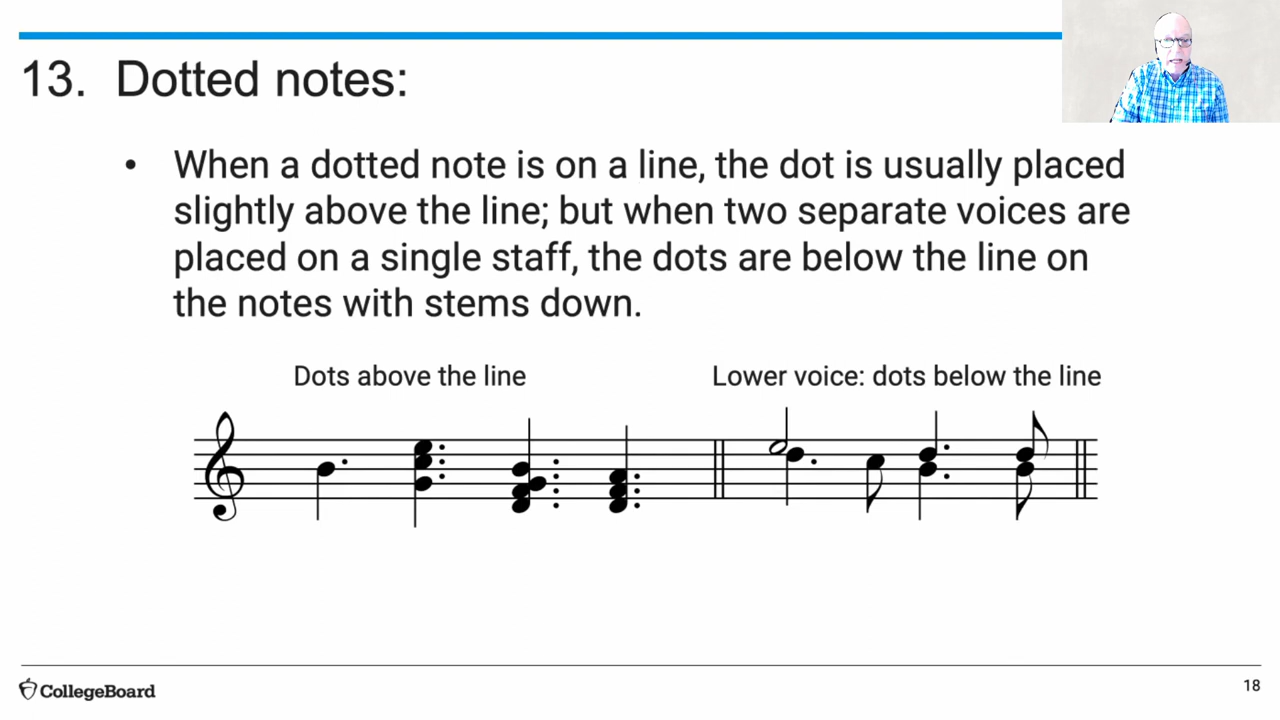 13. Dotted notes:
• When a dotted note is on a line, the dot is usually placed
slightly above the line; but when two separate voices are
placed on a single staff, the dots are below the line on
the notes with stems down.
Dots above the line
Lower voice: dots below the line
CollegeBoard
18